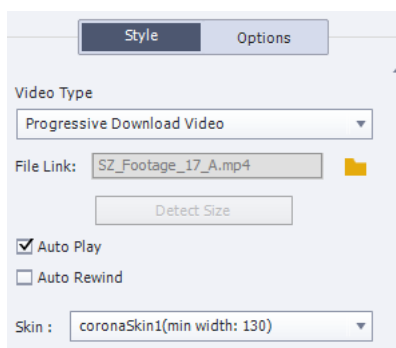 Style Options
Video Type
Progressive Download Video
File Link: SZ_Footage_17_A.mp4
Detect Size
Auto Play
Auto Rewind
Skin : coronaSkin1(min width: 130)